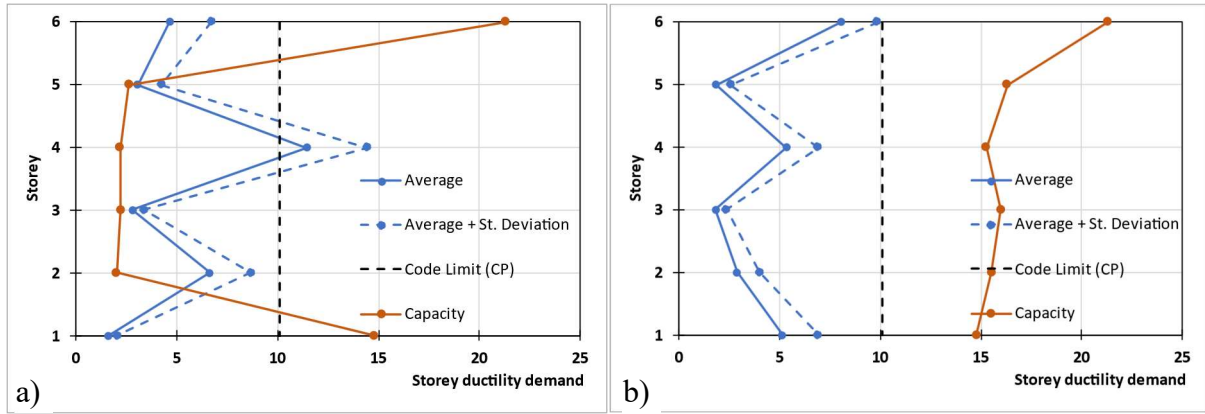 6
5
4
3
2
1
Storey
Average
Average + St. Deviation
Code Limit (CP)
Capacity
0 5 10 15 20 25
Storey ductility demand
a)
6
5
4
3
2
1
Storey
Average
Average + St. Deviation
Code Limit (CP)
Capacity
0 5 10 15 20 25
Storey ductility demand
b)